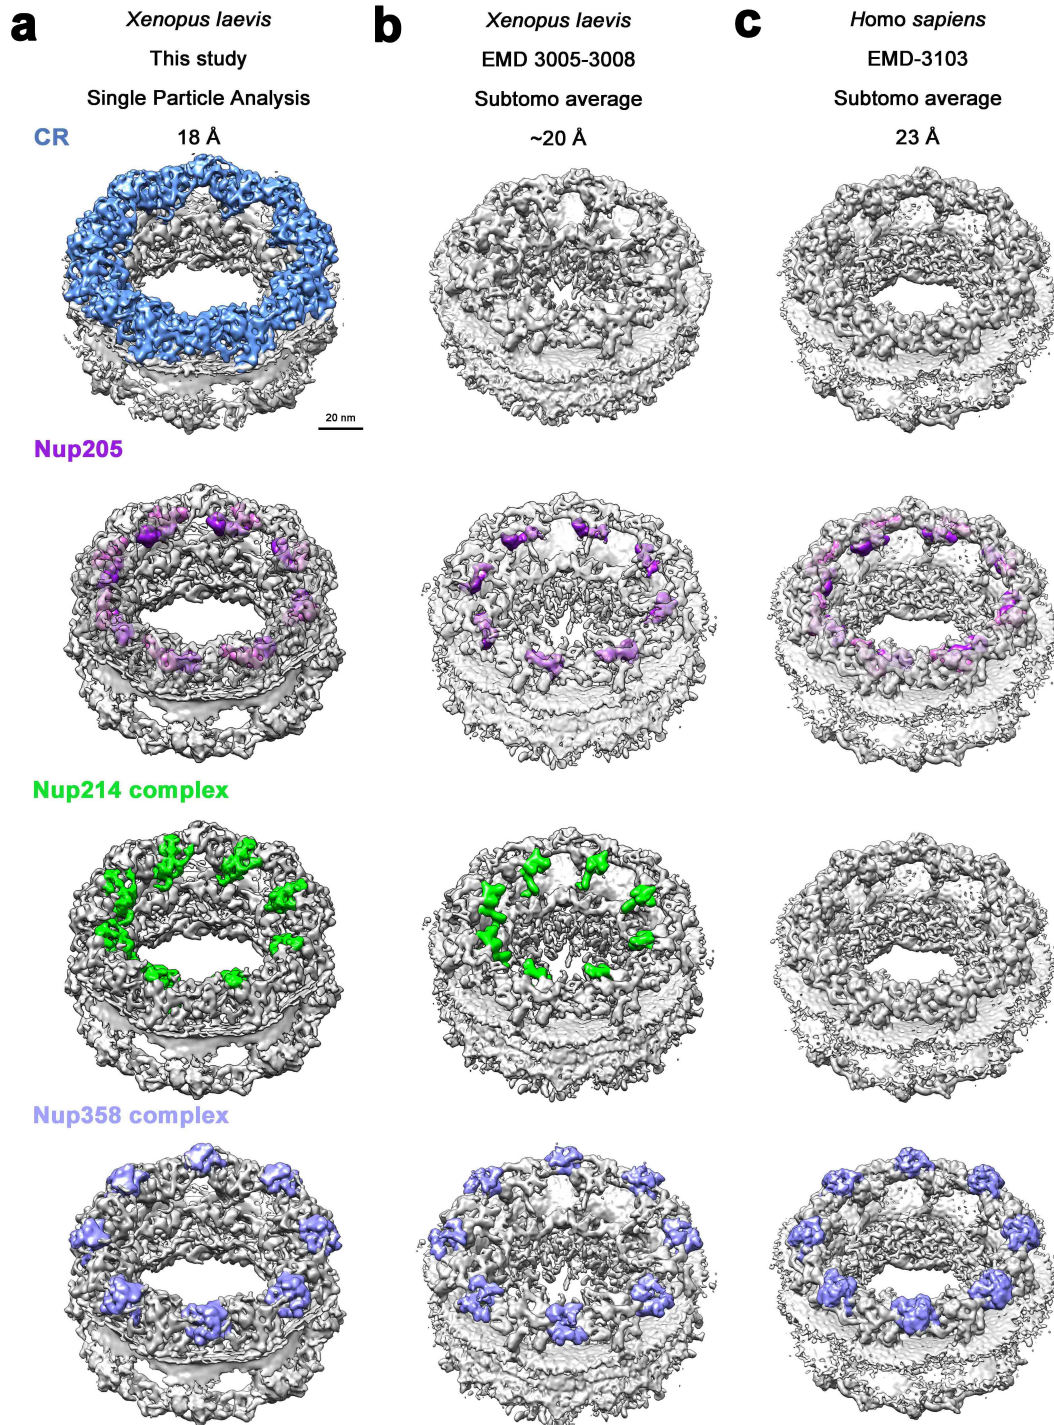 a
Xenopus laevis
This study
Single Particle Analysis
18 Å
b
Xenopus laevis
EMD 3005-3008
Subtomo average
~20 Å
c
Homo sapiens
EMD-3103
Subtomo average
23 Å
CR
20 nm
Nup205
Nup214 complex
Nup358 complex